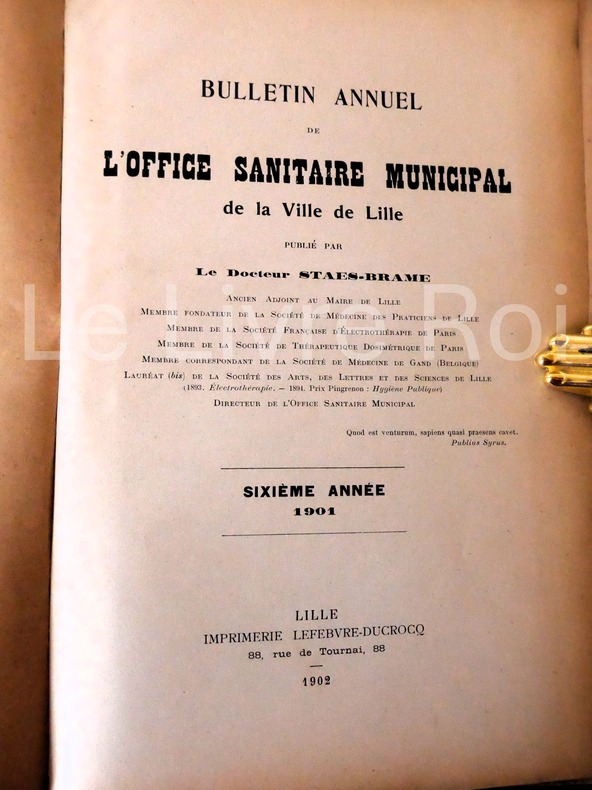 BULLETIN ANNUEL
DE
L'OFFICE SANITAIRE MUNICIPAL
de la Ville de Lille
PUBLIÉ PAR
Le Docteur STAES-BRAME
ANCIEN ADJOINT AU MAIRE DE LILLE
MEMBRE FONDATEUR DE LA SOCIÉTÉ DE MÉDECINE DES PRATICIENS DE LILLE
MEMBRE DE LA SOCIÉTÉ FRANÇAISE D'ÉLECTROTHÉRAPIE DE PARIS
MEMBRE DE LA SOCIÉTÉ DE THÉRAPEUTIQUE DOSIMÉTRIQUE DE PARIS
MEMBRE CORRESPONDANT DE LA SOCIÉTÉ DE MÉDECINE DE GAND (BELGIQUE)
LAURÉAT (bis) DE LA SOCIÉTÉ DES ARTS, DES LETTRES ET DES SCIENCES DE LILLE
(1893. Électrothérapie. — 1894. Prix Pingrenon : Hygiène Publique)
DIRECTEUR DE L'OFFICE SANITAIRE MUNICIPAL
Quod est venturum, sapiens quasi praesens cavet.
Publius Syrus.
SIXIÈME ANNÉE
1901
LILLE
IMPRIMERIE LEFEBVRE-DUCROCQ
88, rue de Tournai, 88
1902
Le Livre Roi